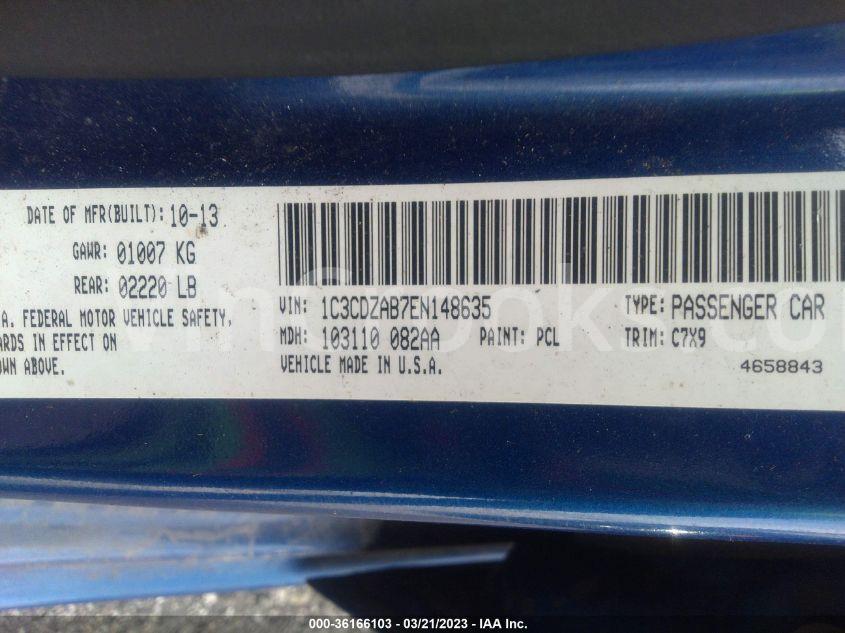 DATE OF MFR(BUILT): 10-13
GAWR: 01007 KG
REAR: 02220 LB
A. FEDERAL MOTOR VEHICLE SAFETY,
ARDS IN EFFECT ON
WN ABOVE.
VIN: 1C3CDZAB7EN148635
TYPE: PASSENGER CAR
MDH: 103110 082AA
PAINT: PCL
TRIM: C7X9
VEHICLE MADE IN U.S.A.
4658843
000-36166103 - 03/21/2023 - IAA Inc.